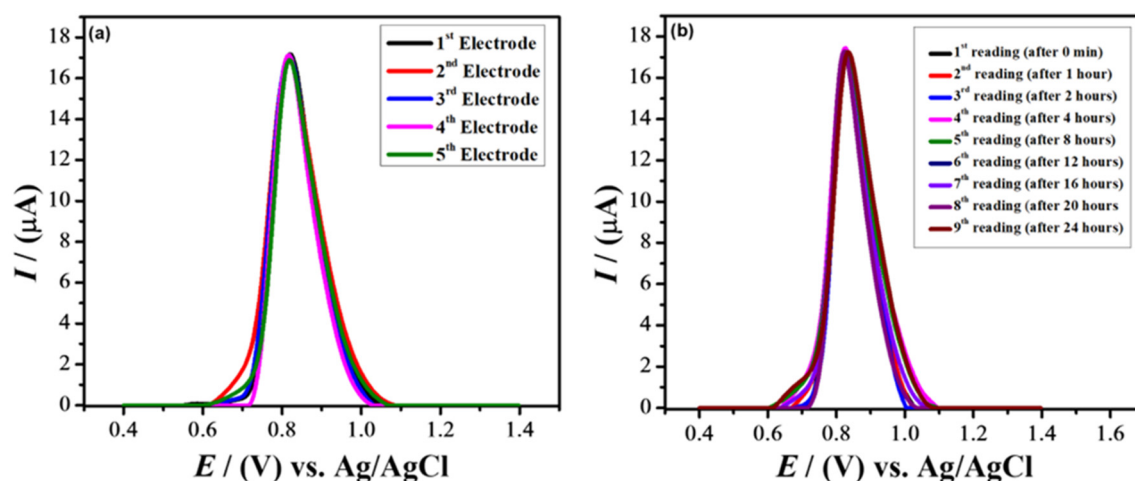 (a)
1st Electrode
2nd Electrode
3rd Electrode
4th Electrode
5th Electrode
18
16
14
12
10
8
6
4
2
0
I / (µA)
0.4 0.6 0.8 1.0 1.2 1.4
E / (V) vs. Ag/AgCl
(b)
1st reading (after 0 min)
2nd reading (after 1 hour)
3rd reading (after 2 hours)
4th reading (after 4 hours)
5th reading (after 8 hours)
6th reading (after 12 hours)
7th reading (after 16 hours)
8th reading (after 20 hours
9th reading (after 24 hours)
18
16
14
12
10
8
6
4
2
0
I / (µA)
0.4 0.6 0.8 1.0 1.2 1.4 1.6
E / (V) vs. Ag/AgCl